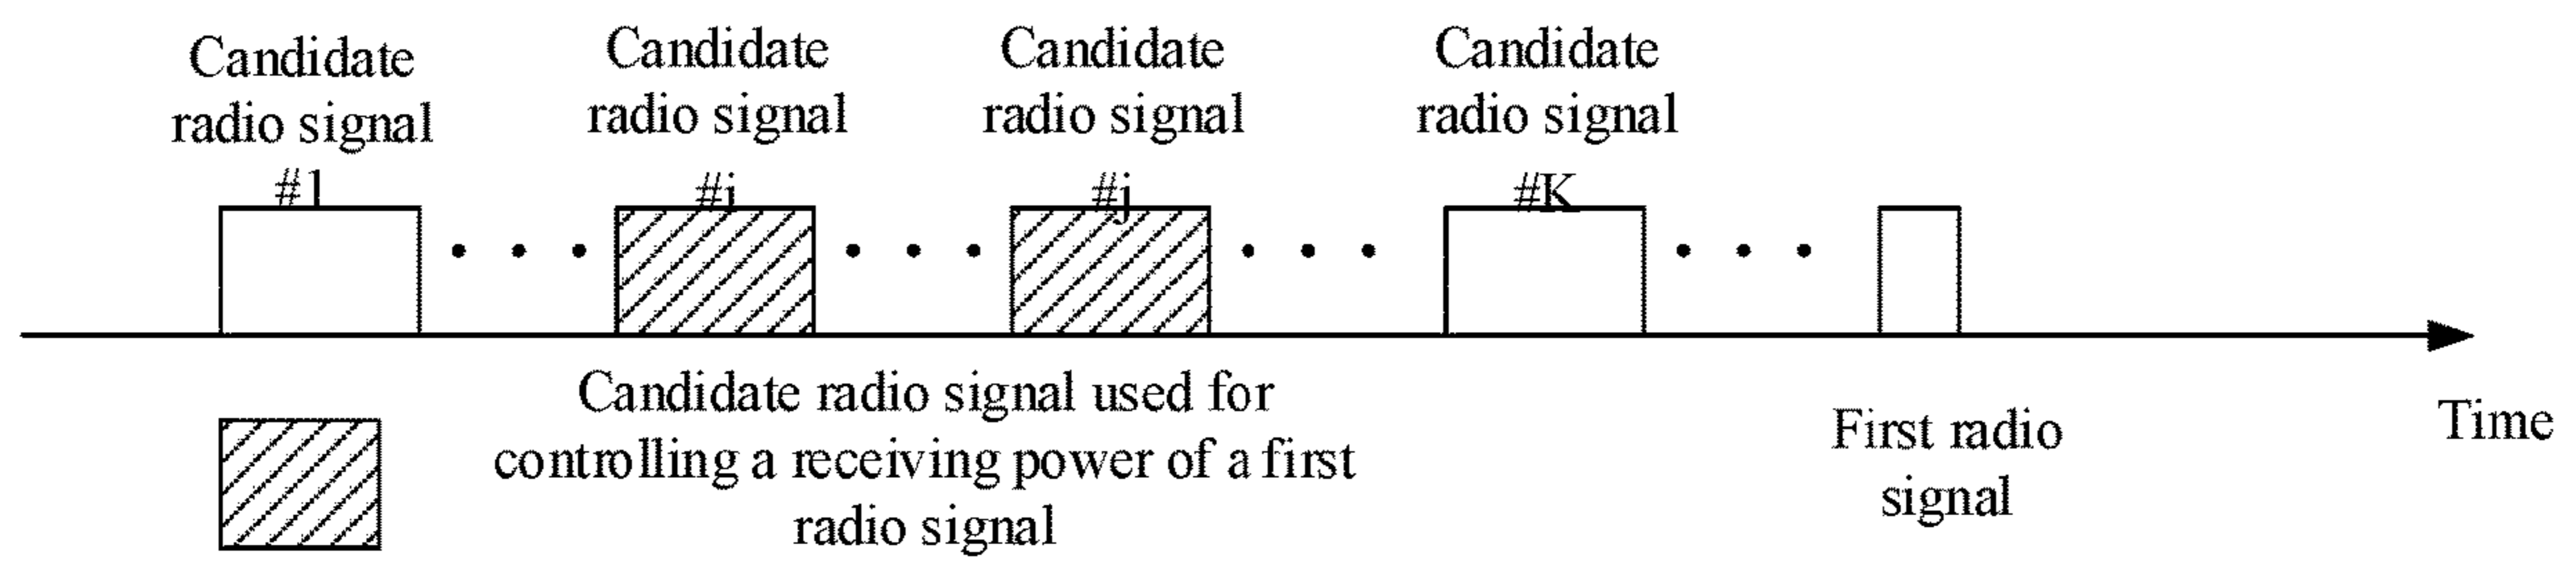 Candidate
radio signal
#1
Candidate
radio signal
#i
Candidate
radio signal
#j
Candidate
radio signal
#K
Candidate radio signal used for
controlling a receiving power of a first
radio signal
First radio
signal
Time